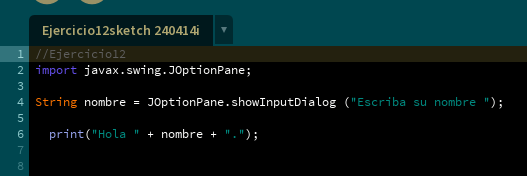 Ejercicio12sketch 240414i
1 //Ejercicio12
2 import javax.swing.JOptionPane;
3
4 String nombre = JOptionPane.showInputDialog ("Escriba su nombre ");
5
6 print("Hola " + nombre + ".");
7
8